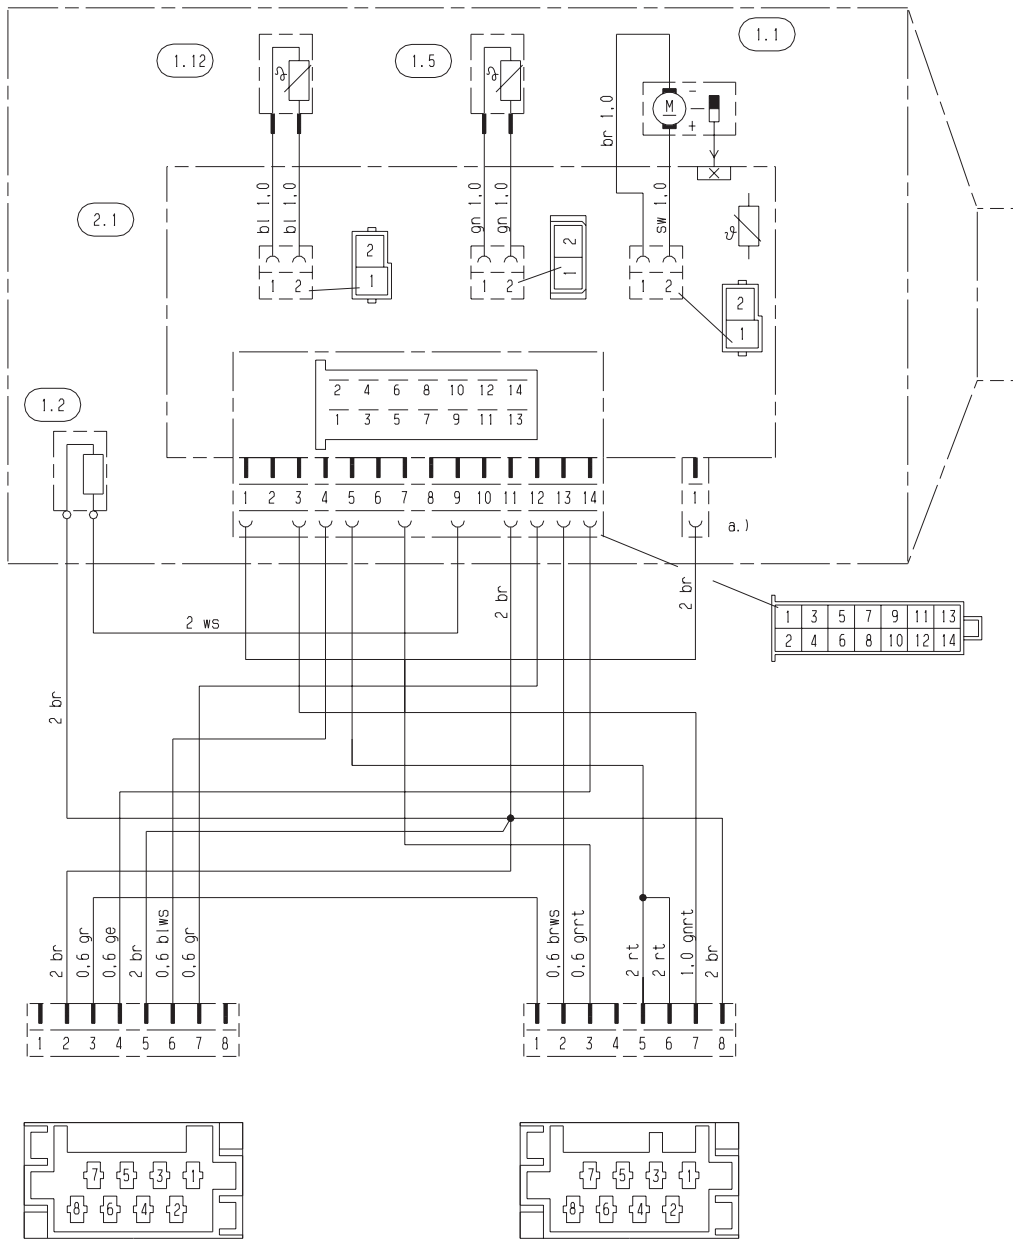 1.1
1.12
1.5
M
-
+
br 1,0
bl 1,0
bl 1,0
gn 1,0
gn 1,0
sw 1,0
ϑ
ϑ
ϑ
2.1
2
1
2
1
1 2
1 2
1 2
2
1
1.2
2 4 6 8 10 12 14
1 3 5 7 9 11 13
1 2 3 4 5 6 7 8 9 10 11 12 13 14
1
a.)
2 br
2 br
2 ws
1 3 5 7 9 11 13
2 4 6 8 10 12 14
2 br
2 br
0,6 gr
0,6 ge
2 br
0,6 blws
0,6 gr
0,6 brws
0,6 grrt
2 rt
2 rt
1,0 gnrt
2 br
1 2 3 4 5 6 7 8
1 2 3 4 5 6 7 8
7 5 3 1
8 6 4 2
7 5 3 1
8 6 4 2